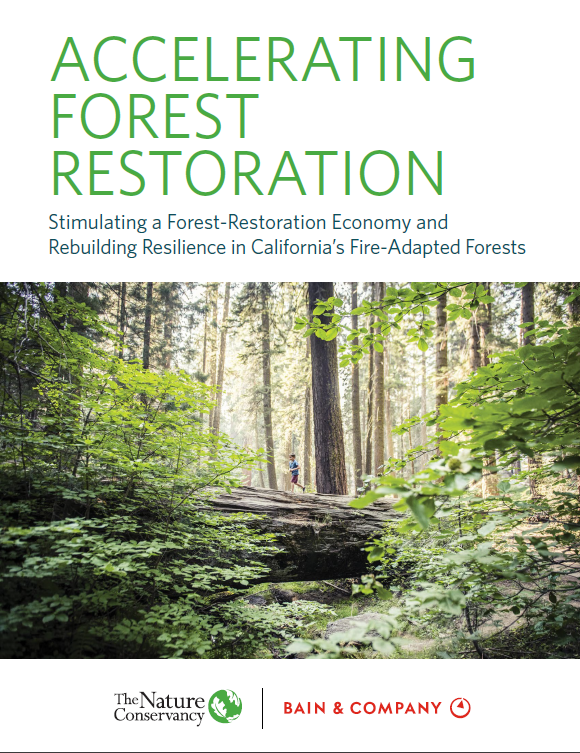 ACCELERATING
FOREST
RESTORATION
Stimulating a Forest-Restoration Economy and
Rebuilding Resilience in California's Fire-Adapted Forests
The Nature
Conservancy
BAIN & COMPANY